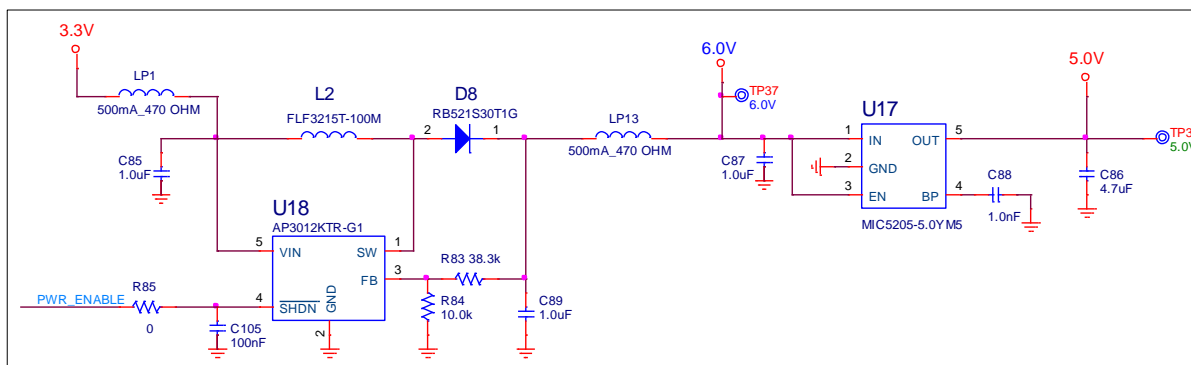 3.3V
LP1
500mA_470 OHM
C85
1.0uF
L2
FLF3215T-100M
D8
RB521S30T1G
2
1
LP13
500mA_470 OHM
6.0V
TP37
6.0V
C87
1.0uF
U17
1
IN
OUT
5
2
GND
3
EN
BP
4
MIC5205-5.0YM5
C88
1.0nF
5.0V
TP3
5.0V
C86
4.7uF
U18
AP3012KTR-G1
5
VIN
SW
1
FB
3
4
SHDN
GND
2
R83 38.3k
R84
10.0k
C89
1.0uF
PWR_ENABLE
R85
0
C105
100nF